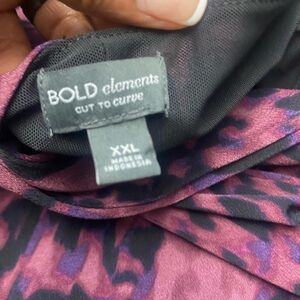 BOLD elements
CUT TO curve
XXL
MADE IN
INDONESIA